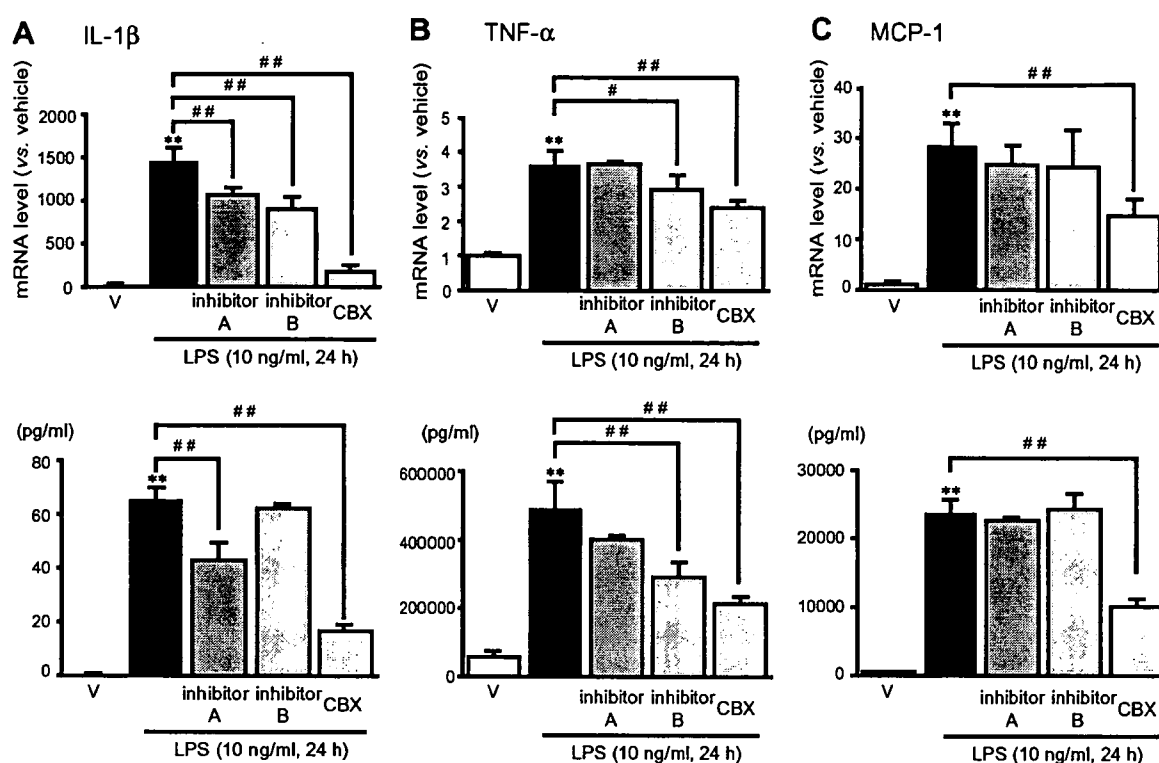 A IL-1β
B TNF-α
C MCP-1
mRNA level (vs. vehicle)
2000
1500
1000
500
0
**
# #
# #
# #
V
inhibitor A
inhibitor B
CBX
LPS (10 ng/ml, 24 h)
mRNA level (vs. vehicle)
5
4
3
2
1
0
**
#
# #
V
inhibitor A
inhibitor B
CBX
LPS (10 ng/ml, 24 h)
mRNA level (vs. vehicle)
40
30
20
10
0
**
# #
V
inhibitor A
inhibitor B
CBX
LPS (10 ng/ml, 24 h)
(pg/ml)
80
60
40
20
0
**
# #
# #
V
inhibitor A
inhibitor B
CBX
LPS (10 ng/ml, 24 h)
(pg/ml)
600000
400000
200000
0
**
# #
# #
V
inhibitor A
inhibitor B
CBX
LPS (10 ng/ml, 24 h)
(pg/ml)
30000
20000
10000
0
**
# #
V
inhibitor A
inhibitor B
CBX
LPS (10 ng/ml, 24 h)